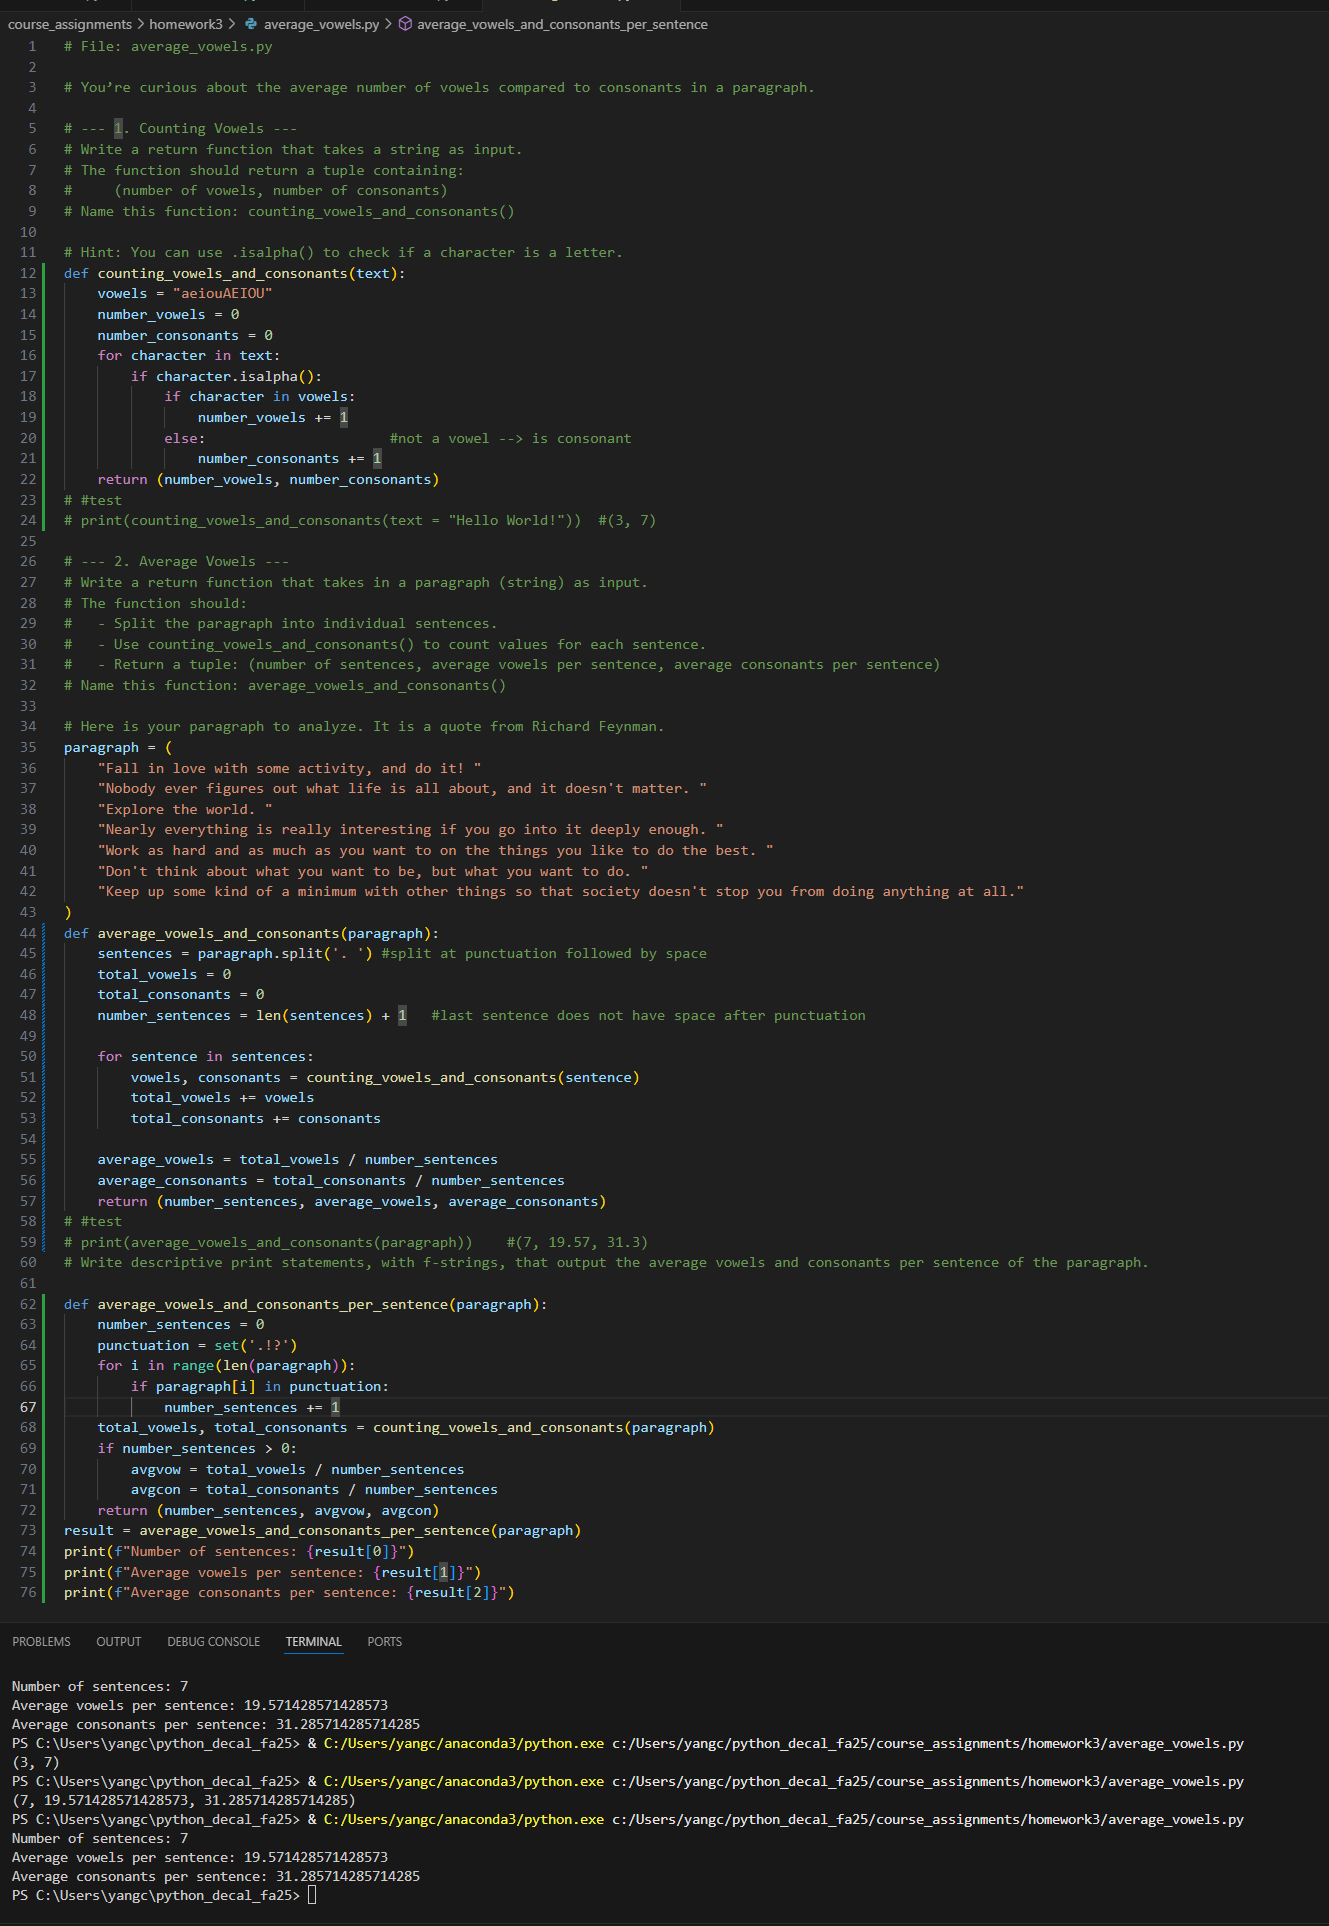 course_assignments > homework3 > average_vowels.py > average_vowels_and_consonants_per_sentence
1 # File: average_vowels.py
2
3 # You’re curious about the average number of vowels compared to consonants in a paragraph.
4
5 # --- 1. Counting Vowels ---
6 # Write a return function that takes a string as input.
7 # The function should return a tuple containing:
8 #     (number of vowels, number of consonants)
9 # Name this function: counting_vowels_and_consonants()
10
11 # Hint: You can use .isalpha() to check if a character is a letter.
12 def counting_vowels_and_consonants(text):
13     vowels = "aeiouAEIOU"
14     number_vowels = 0
15     number_consonants = 0
16     for character in text:
17         if character.isalpha():
18             if character in vowels:
19                 number_vowels += 1
20             else:                      #not a vowel --> is consonant
21                 number_consonants += 1
22     return (number_vowels, number_consonants)
23 # #test
24 # print(counting_vowels_and_consonants(text = "Hello World!"))  #(3, 7)
25
26 # --- 2. Average Vowels ---
27 # Write a return function that takes in a paragraph (string) as input.
28 # The function should:
29 #   - Split the paragraph into individual sentences.
30 #   - Use counting_vowels_and_consonants() to count values for each sentence.
31 #   - Return a tuple: (number of sentences, average vowels per sentence, average consonants per sentence)
32 # Name this function: average_vowels_and_consonants()
33
34 # Here is your paragraph to analyze. It is a quote from Richard Feynman.
35 paragraph = (
36     "Fall in love with some activity, and do it! "
37     "Nobody ever figures out what life is all about, and it doesn't matter. "
38     "Explore the world. "
39     "Nearly everything is really interesting if you go into it deeply enough. "
40     "Work as hard and as much as you want to on the things you like to do the best. "
41     "Don't think about what you want to be, but what you want to do. "
42     "Keep up some kind of a minimum with other things so that society doesn't stop you from doing anything at all."
43 )
44 def average_vowels_and_consonants(paragraph):
45     sentences = paragraph.split('. ') #split at punctuation followed by space
46     total_vowels = 0
47     total_consonants = 0
48     number_sentences = len(sentences) + 1   #last sentence does not have space after punctuation
49
50     for sentence in sentences:
51         vowels, consonants = counting_vowels_and_consonants(sentence)
52         total_vowels += vowels
53         total_consonants += consonants
54
55     average_vowels = total_vowels / number_sentences
56     average_consonants = total_consonants / number_sentences
57     return (number_sentences, average_vowels, average_consonants)
58 # #test
59 # print(average_vowels_and_consonants(paragraph))    #(7, 19.57, 31.3)
60 # Write descriptive print statements, with f-strings, that output the average vowels and consonants per sentence of the paragraph.
61
62 def average_vowels_and_consonants_per_sentence(paragraph):
63     number_sentences = 0
64     punctuation = set('.!?')
65     for i in range(len(paragraph)):
66         if paragraph[i] in punctuation:
67             number_sentences += 1
68     total_vowels, total_consonants = counting_vowels_and_consonants(paragraph)
69     if number_sentences > 0:
70         avgvow = total_vowels / number_sentences
71         avgcon = total_consonants / number_sentences
72     return (number_sentences, avgvow, avgcon)
73 result = average_vowels_and_consonants_per_sentence(paragraph)
74 print(f"Number of sentences: {result[0]}")
75 print(f"Average vowels per sentence: {result[1]}")
76 print(f"Average consonants per sentence: {result[2]}")
PROBLEMS OUTPUT DEBUG CONSOLE TERMINAL PORTS
Number of sentences: 7
Average vowels per sentence: 19.571428571428573
Average consonants per sentence: 31.285714285714285
PS C:\Users\yangc\python_decal_fa25> & C:/Users/yangc/anaconda3/python.exe c:/Users/yangc/python_decal_fa25/course_assignments/homework3/average_vowels.py
(3, 7)
PS C:\Users\yangc\python_decal_fa25> & C:/Users/yangc/anaconda3/python.exe c:/Users/yangc/python_decal_fa25/course_assignments/homework3/average_vowels.py
(7, 19.571428571428573, 31.285714285714285)
PS C:\Users\yangc\python_decal_fa25> & C:/Users/yangc/anaconda3/python.exe c:/Users/yangc/python_decal_fa25/course_assignments/homework3/average_vowels.py
Number of sentences: 7
Average vowels per sentence: 19.571428571428573
Average consonants per sentence: 31.285714285714285
PS C:\Users\yangc\python_decal_fa25>